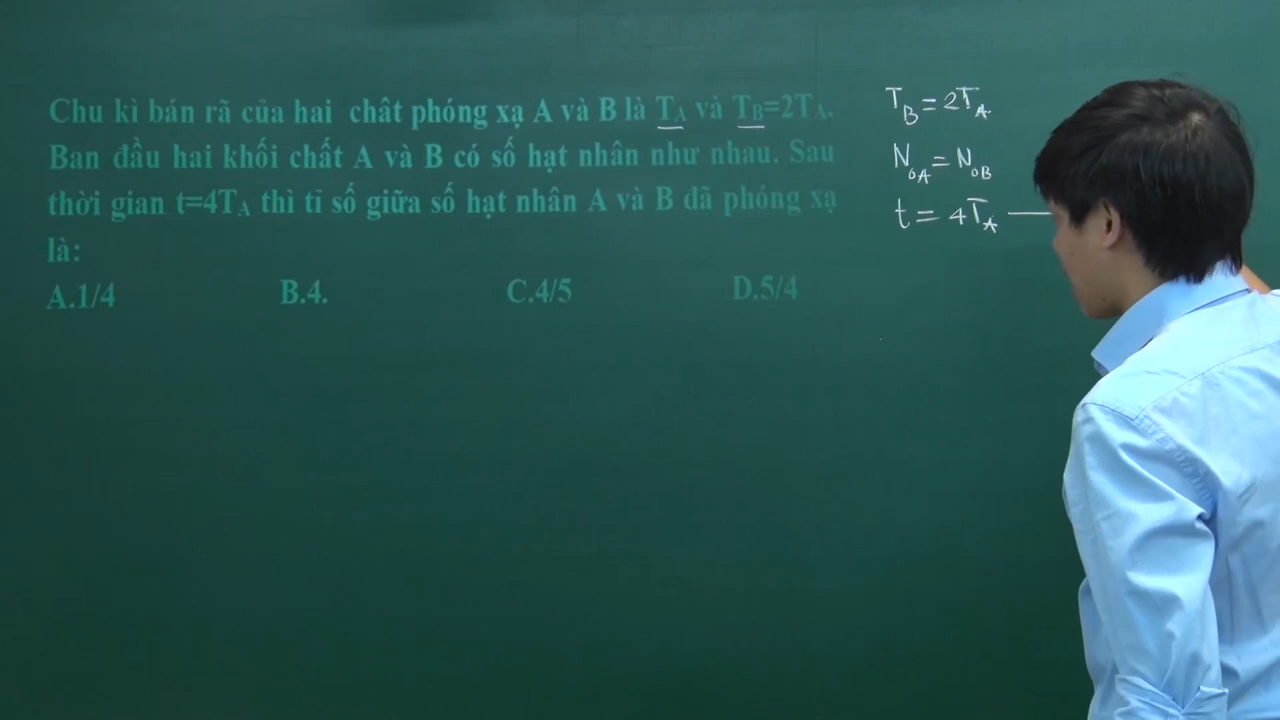 Chu kì bán rã của hai chât phóng xạ A và B là TA và TB=2TA.
Ban đầu hai khối chất A và B có số hạt nhân như nhau. Sau
thời gian t=4TA thì tỉ số giữa số hạt nhân A và B đã phóng xạ
là:
A.1/4 B.4. C.4/5 D.5/4
TB = 2TA.
N0A = N0B
t = 4TA